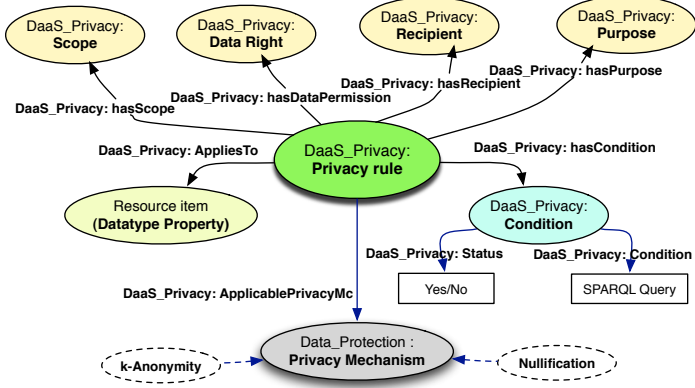 DaaS_Privacy:
Scope
DaaS_Privacy:
Data Right
DaaS_Privacy:
Recipient
DaaS_Privacy:
Purpose
DaaS_Privacy: hasScope
DaaS_Privacy: hasDataPermission
DaaS_Privacy: hasRecipient
DaaS_Privacy: hasPurpose
DaaS_Privacy: AppliesTo
DaaS_Privacy:
Privacy rule
DaaS_Privacy: hasCondition
Resource item
(Datatype Property)
DaaS_Privacy:
Condition
DaaS_Privacy: Status
DaaS_Privacy: Condition
Yes/No
SPARQL Query
DaaS_Privacy: ApplicablePrivacyMc
Data_Protection :
Privacy Mechanism
k-Anonymity
Nullification